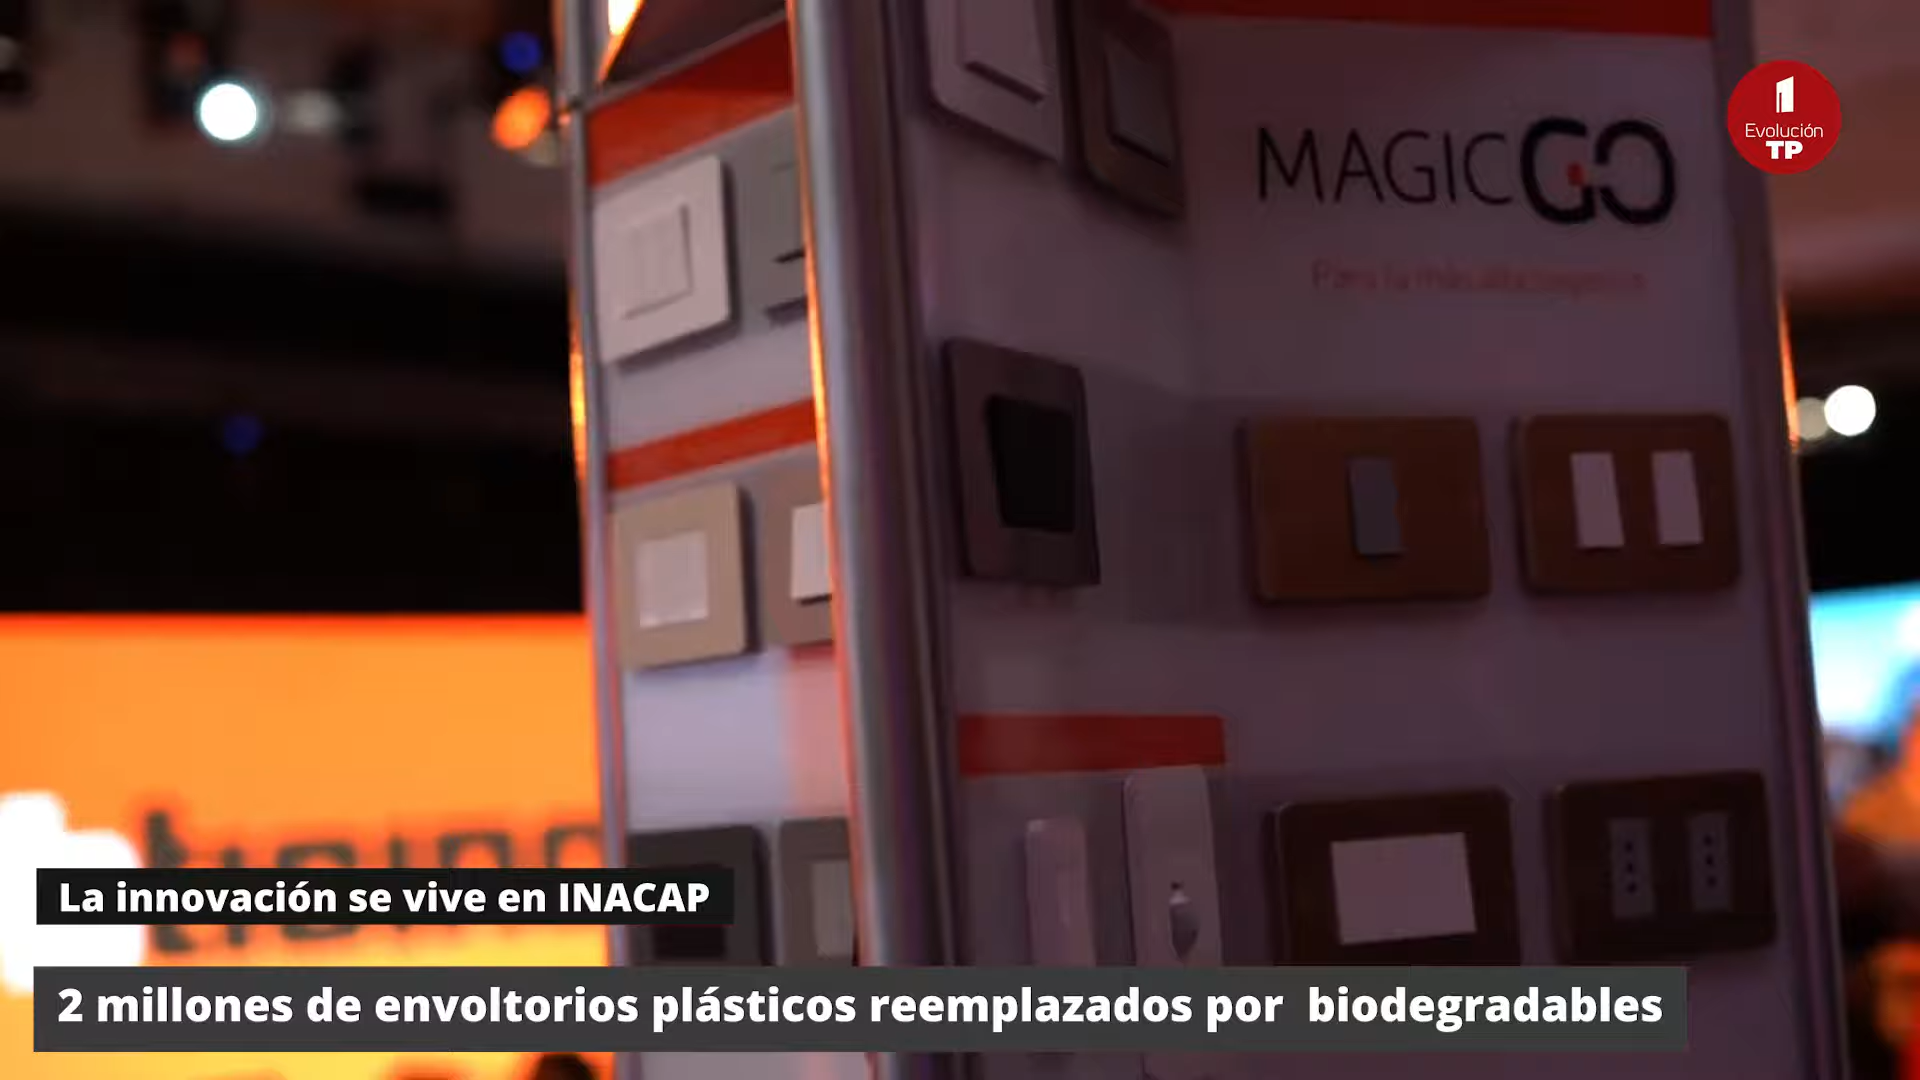 MAGICGO
Evolución
TP
La innovación se vive en INACAP
2 millones de envoltorios plásticos reemplazados por biodegradables